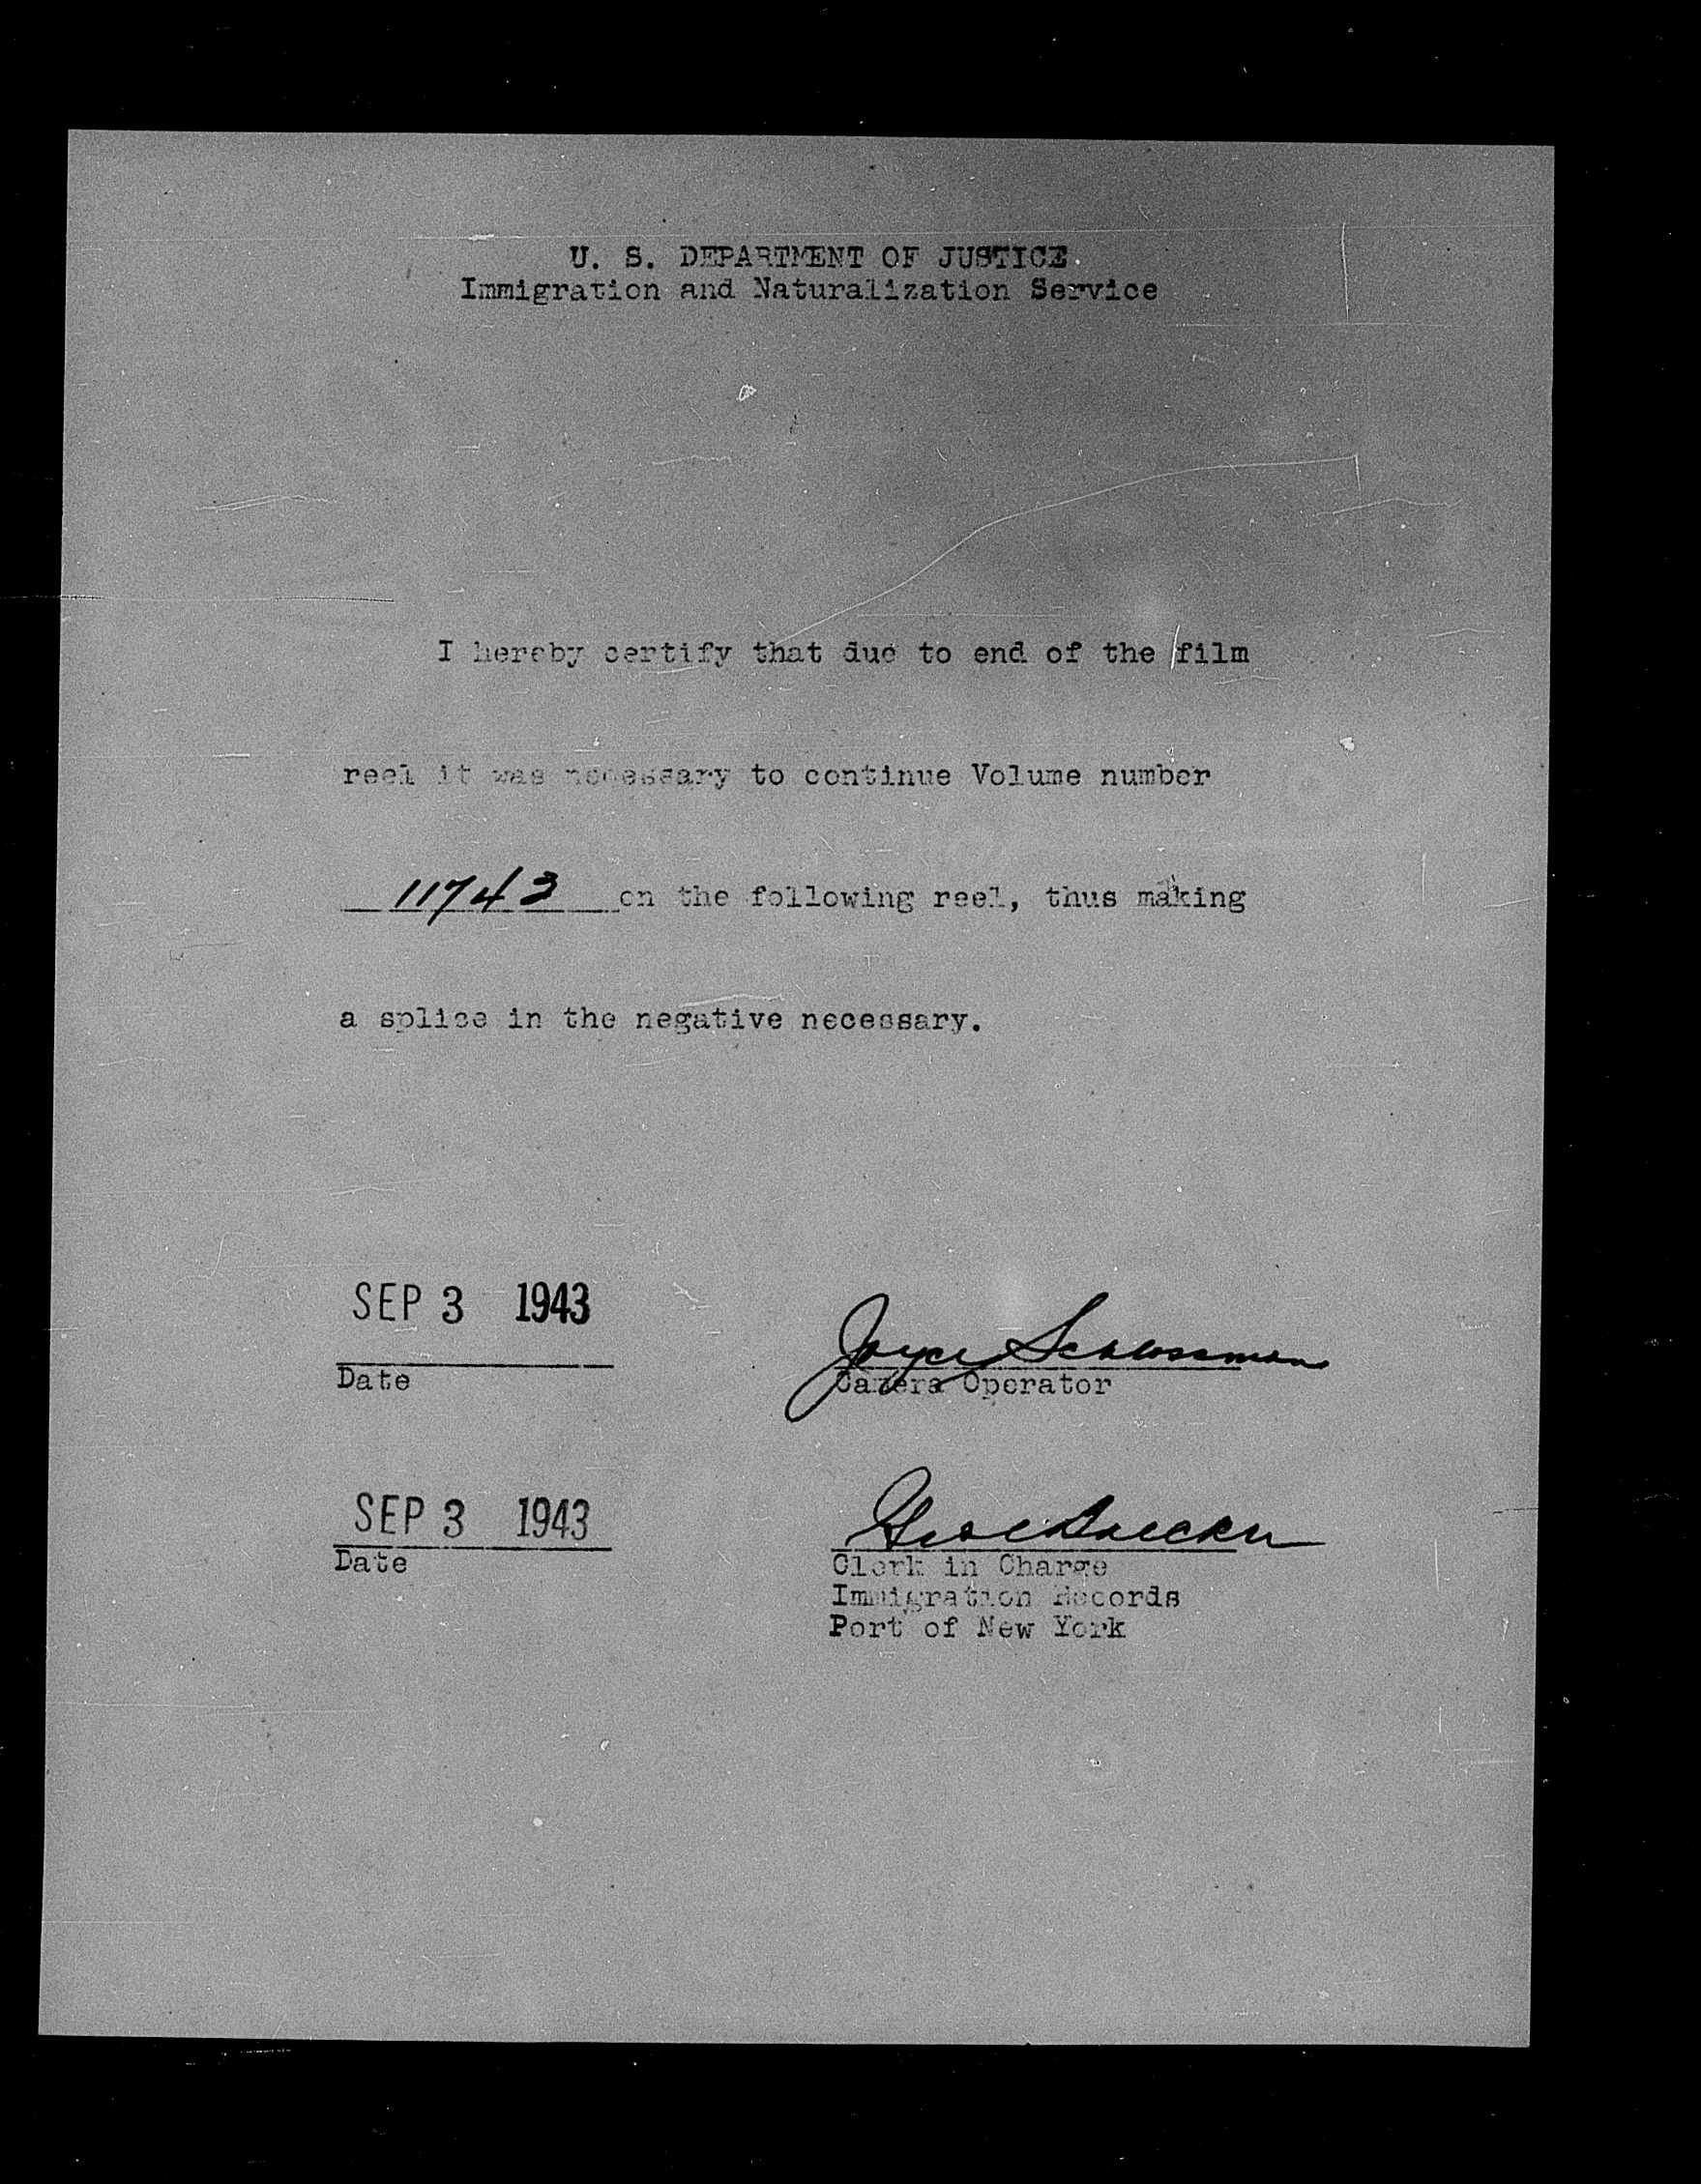 U. S. DEPARTMENT OF JUSTICE.
Immigration and Naturalization Service
I hereby certify that due to end of the film
reel it was necessary to continue Volume number
11743 on the following reel, thus making
a splice in the negative necessary.
SEP 3 1943
Joyce Schlossman
Date
Camera Operator
SEP 3 1943
Date
Clerk in Charge
Immigration Records
Port of New York